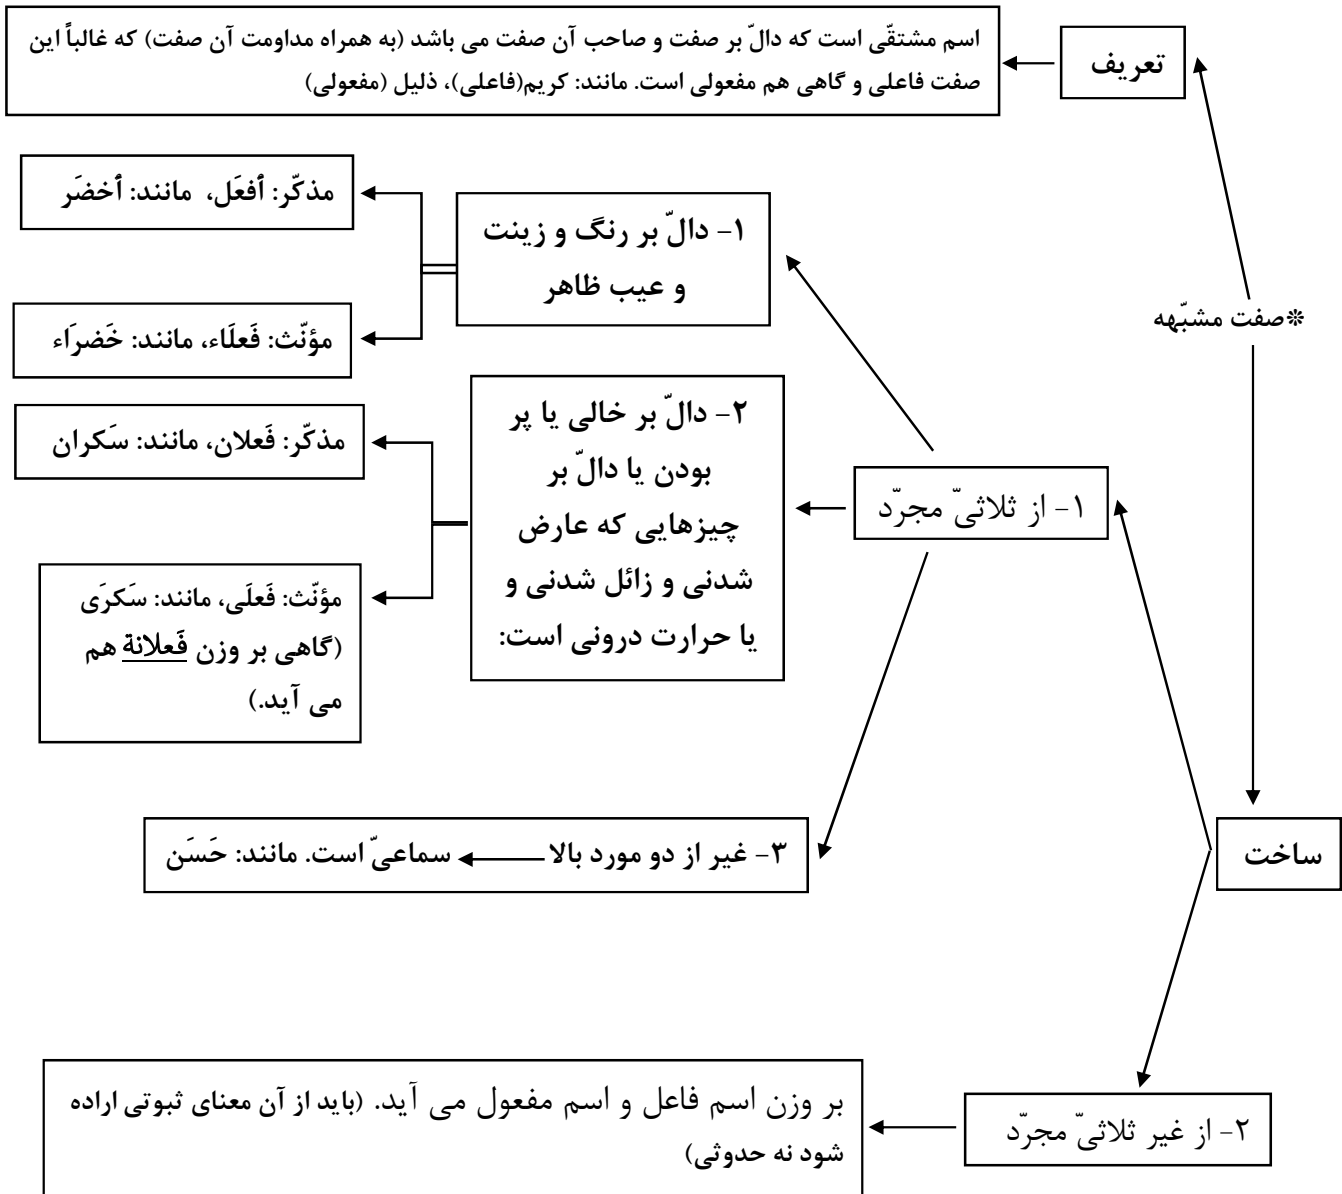 *صفت مشبّهه
تعریف
اسم مشتقّی است که دالّ بر صفت و صاحب آن صفت می باشد (به همراه مداومت آن صفت) که غالباً این
صفت فاعلی و گاهی هم مفعولی است. مانند: کریم(فاعلی)، ذلیل (مفعولی)
ساخت
۱- از ثلاثیّ مجرّد
۱- دالّ بر رنگ و زینت
و عیب ظاهر
مذکّر: أفعَل، مانند: أخضَر
مؤنّث: فَعلَاء، مانند: خَضرَاء
۲- دالّ بر خالی یا پر
بودن یا دالّ بر
چیزهایی که عارض
شدنی و زائل شدنی و
یا حرارت درونی است:
مذکّر: فَعلان، مانند: سَکران
مؤنّث: فَعلَی، مانند: سَکرَی
(گاهی بر وزن فَعلانة هم
می آید.)
۳- غیر از دو مورد بالا ← سماعیّ است. مانند: حَسَن
۲- از غیر ثلاثیّ مجرّد
بر وزن اسم فاعل و اسم مفعول می آید. (باید از آن معنای ثبوتی اراده
شود نه حدوثی)